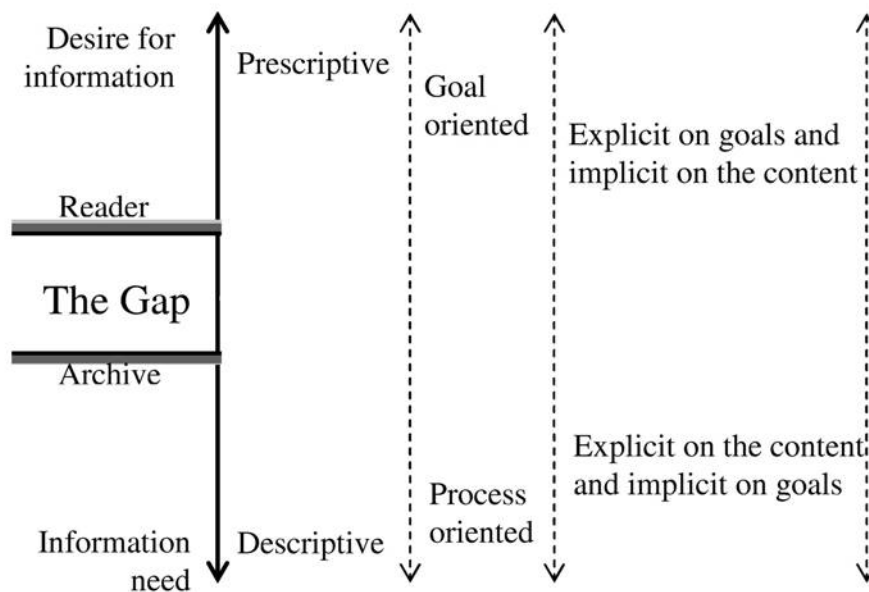 Desire for
information
Prescriptive
Goal
oriented
Explicit on goals and
implicit on the content
Reader
The Gap
Archive
Explicit on the content
and implicit on goals
Process
oriented
Information
need
Descriptive